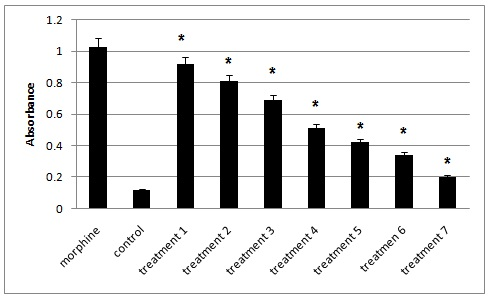 1.2
1
0.8
0.6
0.4
0.2
0
Absorbance
* * * * * * *
morphine
control
treatment 1
treatment 2
treatment 3
treatment 4
treatment 5
treatmen 6
treatment 7